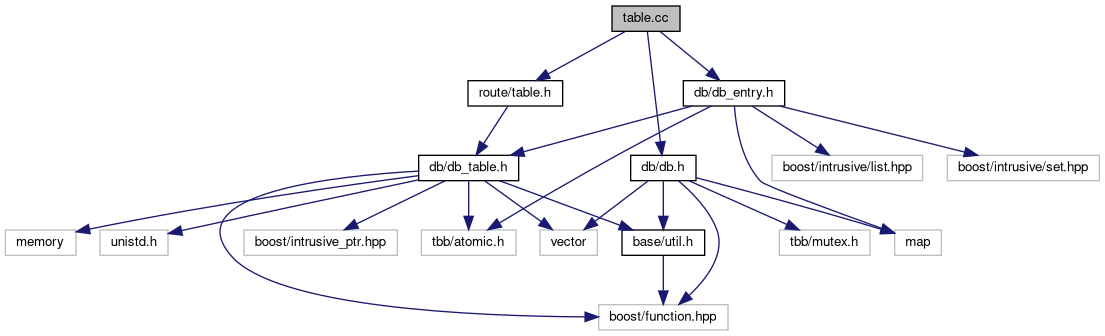 table.cc
route/table.h
db/db_entry.h
db/db_table.h
db/db.h
boost/intrusive/list.hpp
boost/intrusive/set.hpp
memory
unistd.h
boost/intrusive_ptr.hpp
tbb/atomic.h
vector
base/util.h
tbb/mutex.h
map
boost/function.hpp